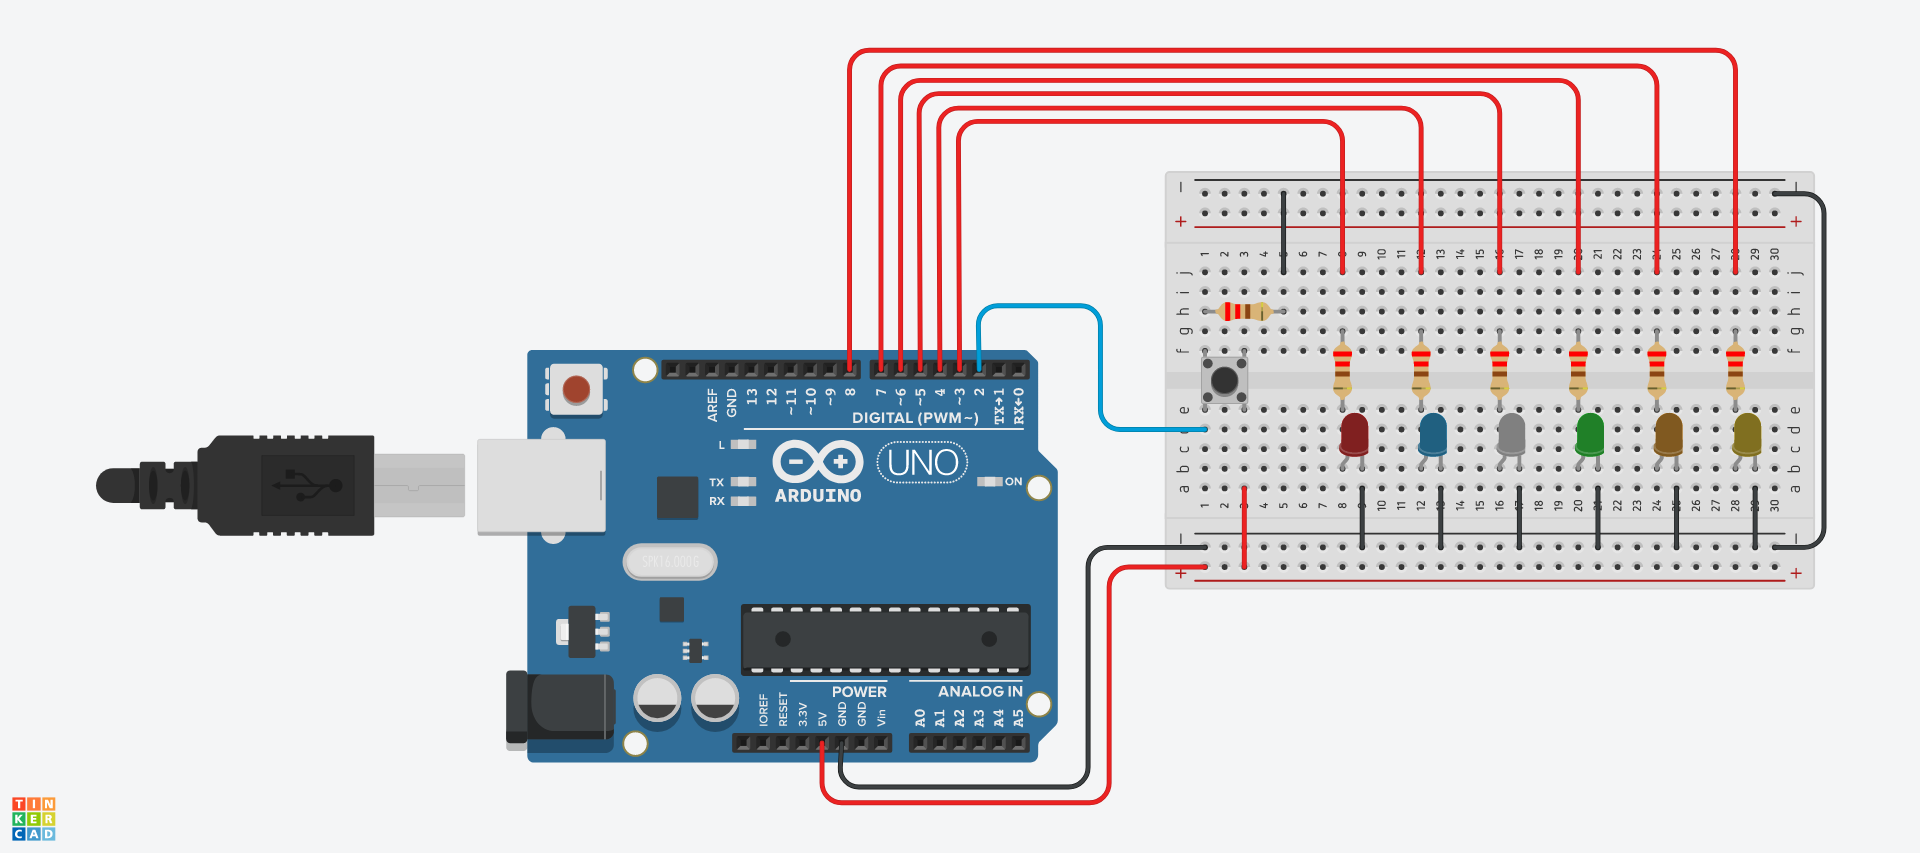 1 2 3 4 5 6 7 8 9 10 11 12 13 14 15 16 17 18 19 20 21 22 23 24 25 26 27 28 29 30
j j
i i
h h
g g
f f
e e
d d
c c
b b
a a
1 2 3 4 5 6 7 8 9 10 11 12 13 14 15 16 17 18 19 20 21 22 23 24 25 26 27 28 29 30
AREF GND 13 12 ~11 ~10 ~9 8 7 ~6 ~5 4 ~3 2 TX→1 RX←0
DIGITAL (PWM~)
L
TX
RX
UNO
ARDUINO
ON
SPK16.000G
POWER
ANALOG IN
IOREF RESET 3.3V 5V GND GND Vin A0 A1 A2 A3 A4 A5
TIN
KER
CAD